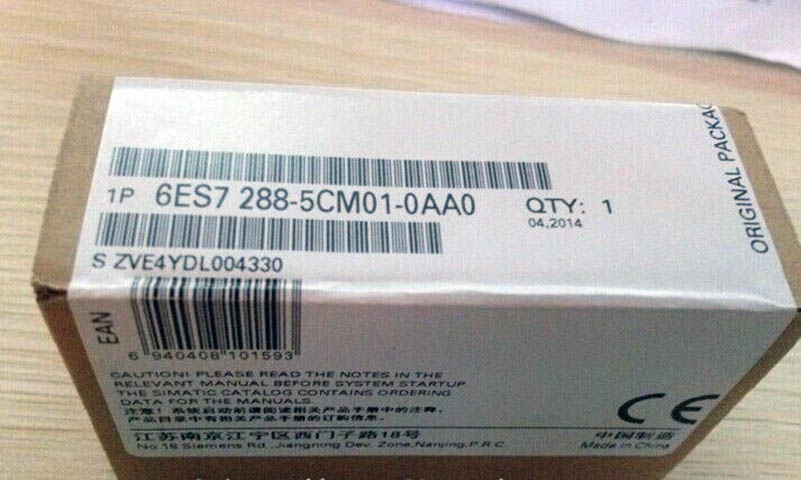 1P 6ES7 288-5CM01-0AA0 QTY: 1
04,2014
S ZVE4YDL004330
ORIGINAL PACKAG
EAN
6 940408 101593
CAUTION! PLEASE READ THE NOTES IN THE
RELEVANT MANUAL BEFORE SYSTEM STARTUP.
THE SIMATIC CATALOG CONTAINS ORDERING
DATA FOR THE MANUALS.
注意！系统启动前请阅读相关产品手册中的注释，
产品目录中有相关产品手册的订购信息。
CE
江苏南京江宁区西门子路18号
No.18 Siemens Rd.,Jiangning Dev. Zone,Nanjing,P.R.C.
中国制造
Made in China